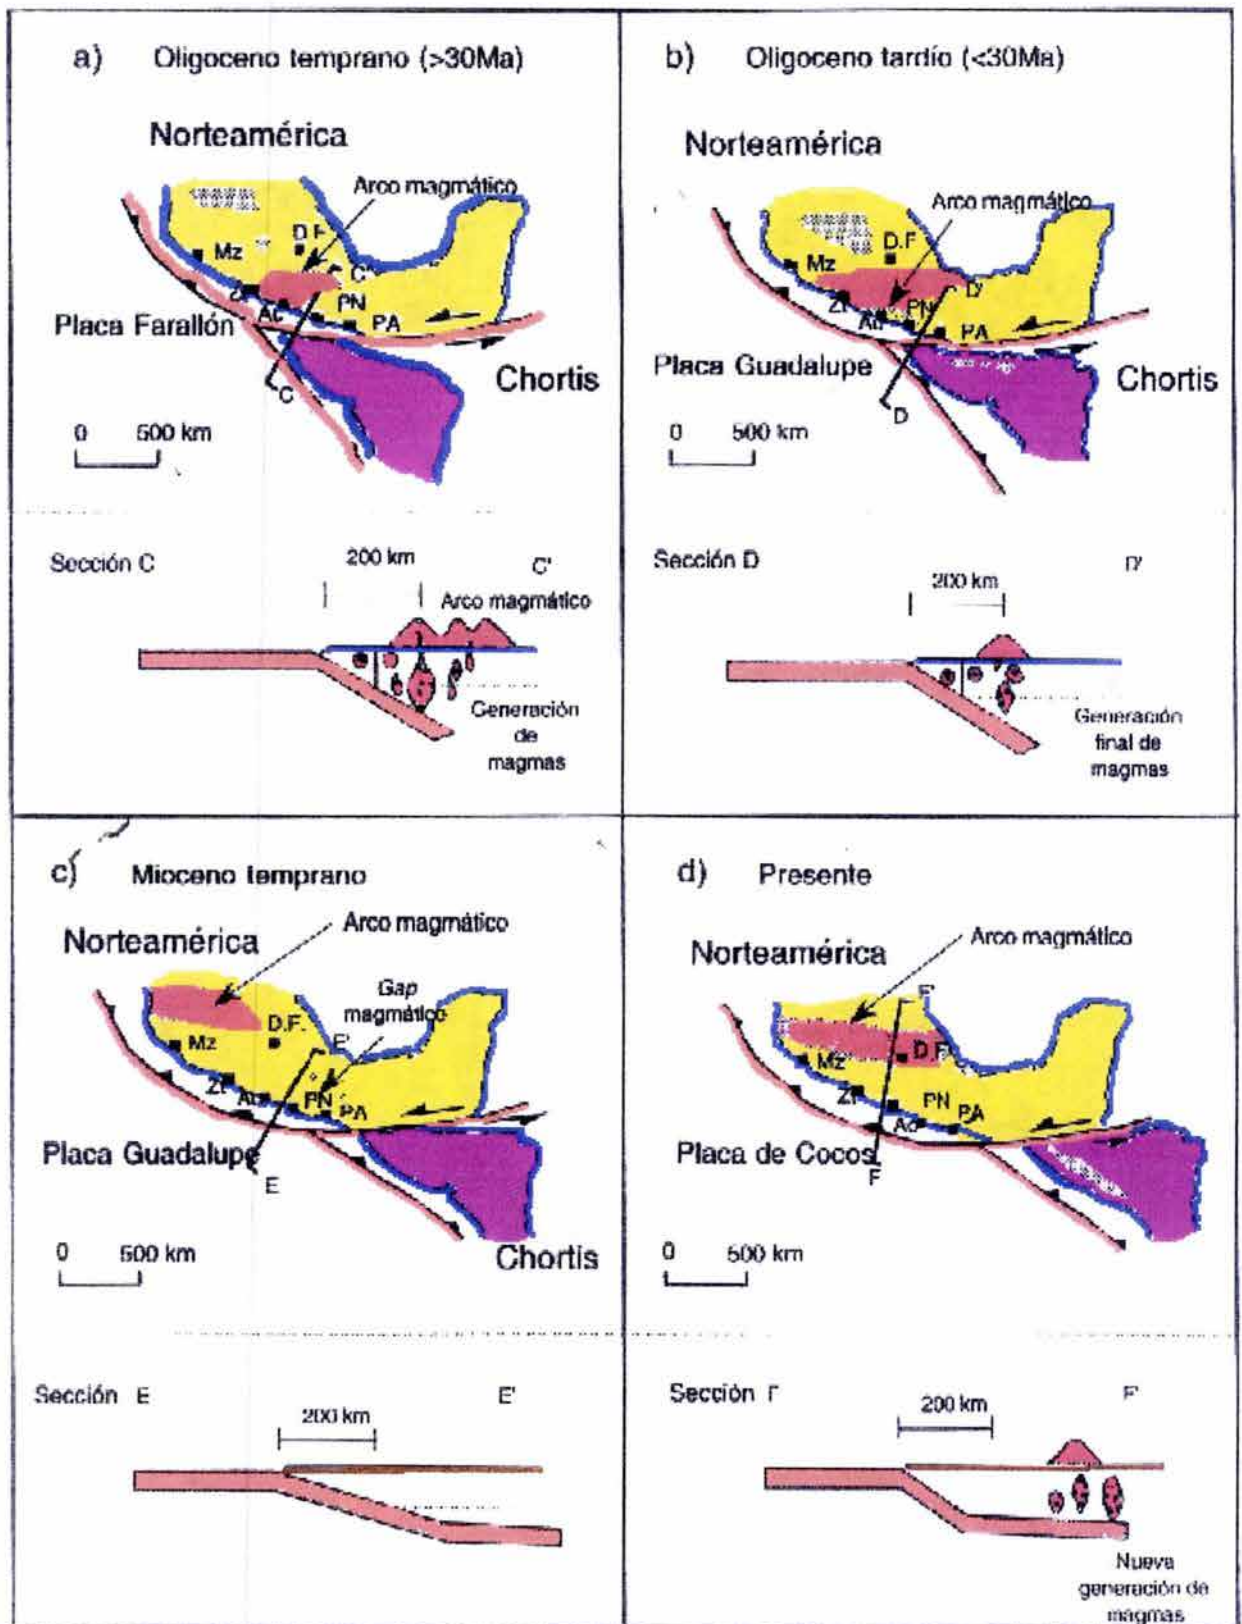 a) Oligoceno temprano (>30Ma)
Norteamérica
Arco magmático
D.F.
Mz
C'
Zt
Ac
PN
PA
Placa Farallón
C
Chortis
0 500 km
Sección C
200 km
C'
Arco magmático
Generación
de
magmas
b) Oligoceno tardío (<30Ma)
Norteamérica
Arco magmático
D.F
Mz
D'
Zt
Ac
PN
PA
Placa Guadalupe
D
Chortis
0 500 km
Sección D
D'
200 km
Generación
final de
magmas
c) Mioceno temprano
Arco magmático
Norteamérica
Gap
magmático
D.F.
Mz
E'
Zt
Ac
PN
PA
Placa Guadalupe
E
0 500 km
Chortis
Sección E
E'
200 km
d) Presente
Arco magmático
Norteamérica
F'
D.F
Mz
Zt
PN
Ac
PA
Placa de Cocos
F
0 500 km
Sección F
F'
200 km
Nueva
generación de
magmas